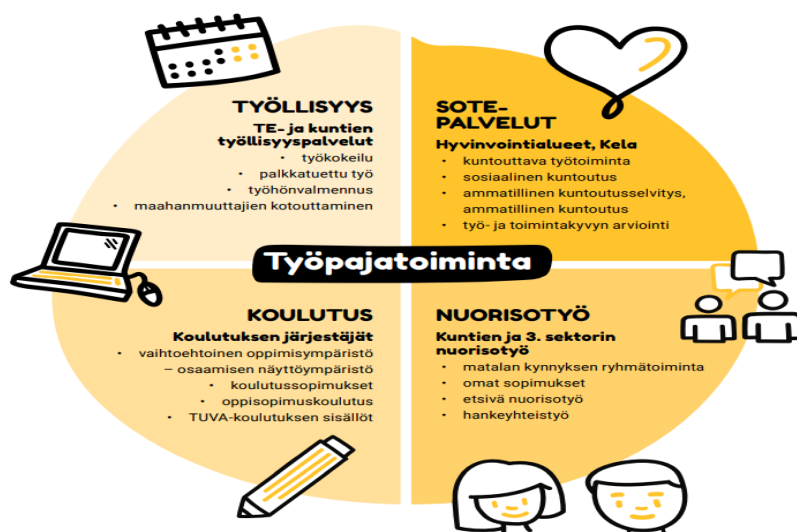 TYÖLLISYYS
TE- ja kuntien
työllisyyspalvelut
• työkokeilu
• palkkatuettu työ
• työhönvalmennus
• maahanmuuttajien kotouttaminen
SOTE-
PALVELUT
Hyvinvointialueet, Kela
• kuntouttava työtoiminta
• sosiaalinen kuntoutus
• ammatillinen kuntoutusselvitys,
ammatillinen kuntoutus
• työ- ja toimintakyvyn arviointi
Työpajatoiminta
KOULUTUS
Koulutuksen järjestäjät
• vaihtoehtoinen oppimisympäristö
– osaamisen näyttöympäristö
• koulutussopimukset
• oppisopimuskoulutus
• TUVA-koulutuksen sisällöt
NUORISOTYÖ
Kuntien ja 3. sektorin
nuorisotyö
• matalan kynnyksen ryhmätoiminta
• omat sopimukset
• etsivä nuorisotyö
• hankeyhteistyö